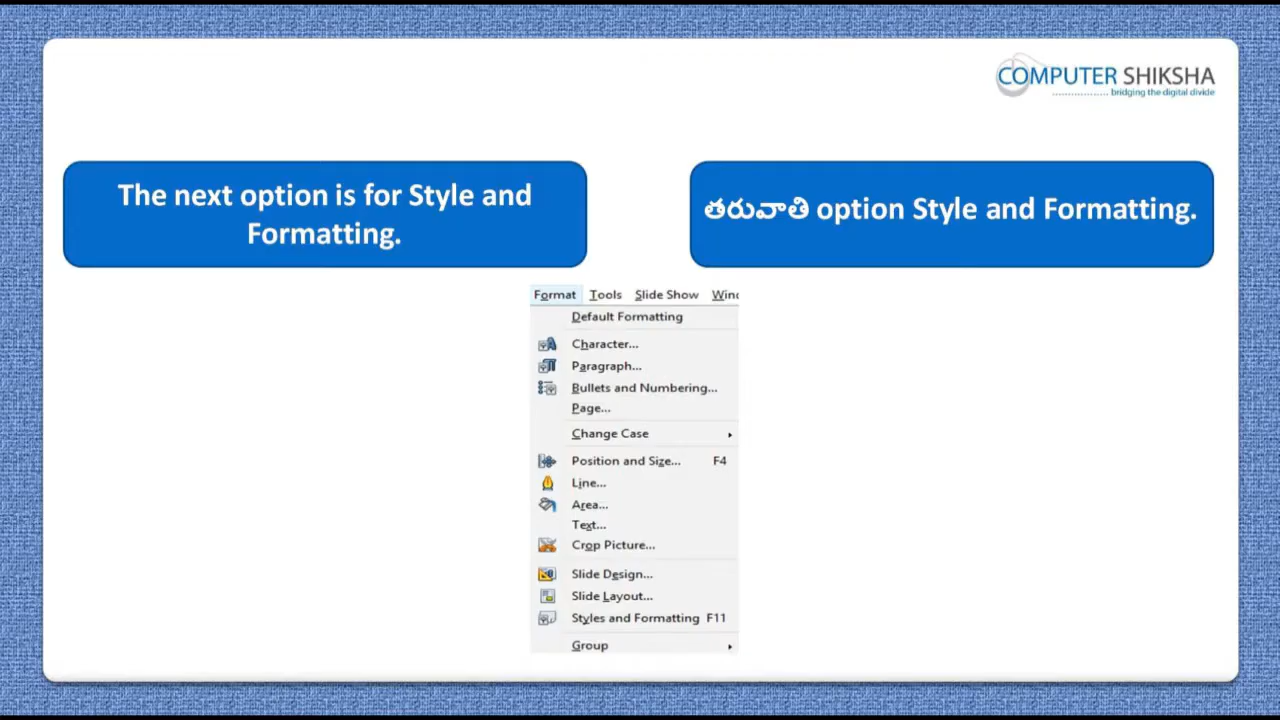 COMPUTER SHIKSHA
bridging the digital divide
The next option is for Style and
Formatting.
తరువాతి option Style and Formatting.
Format Tools Slide Show Wind
Default Formatting
Character...
Paragraph...
Bullets and Numbering...
Page...
Change Case
Position and Size... F4
Line...
Area...
Text...
Crop Picture...
Slide Design...
Slide Layout...
Styles and Formatting F11
Group